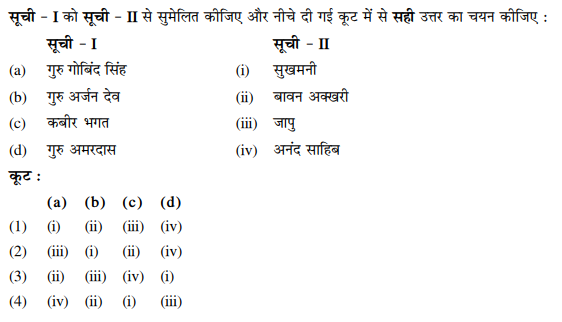 सूची - I को सूची - II से सुमेलित कीजिए और नीचे दी गई कूट में से सही उत्तर का चयन कीजिए :
सूची - I सूची - II
(a) गुरु गोबिंद सिंह (i) सुखमनी
(b) गुरु अर्जन देव (ii) बावन अक्खरी
(c) कबीर भगत (iii) जापु
(d) गुरु अमरदास (iv) अनंद साहिब
कूट :
(a) (b) (c) (d)
(1) (i) (ii) (iii) (iv)
(2) (iii) (i) (ii) (iv)
(3) (ii) (iii) (iv) (i)
(4) (iv) (ii) (i) (iii)